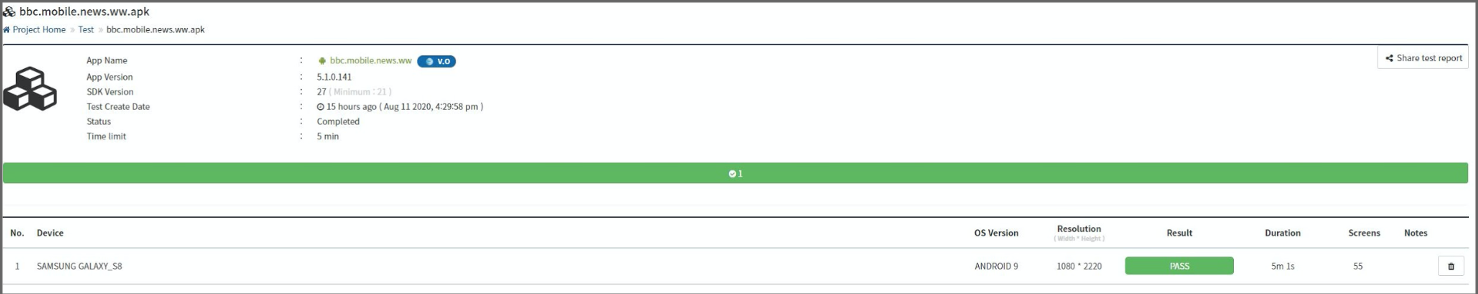 bbc.mobile.news.ww.apk
Project Home » Test » bbc.mobile.news.ww.apk
Share test report
App Name : bbc.mobile.news.ww V.O
App Version : 5.1.0.141
SDK Version : 27 ( Minimum : 21 )
Test Create Date : 15 hours ago ( Aug 11 2020, 4:29:58 pm )
Status : Completed
Time limit : 5 min
1
No. Device OS Version Resolution Result Duration Screens Notes
( Width * Height )
1 SAMSUNG GALAXY_S8 ANDROID 9 1080 * 2220 PASS 5m 1s 55